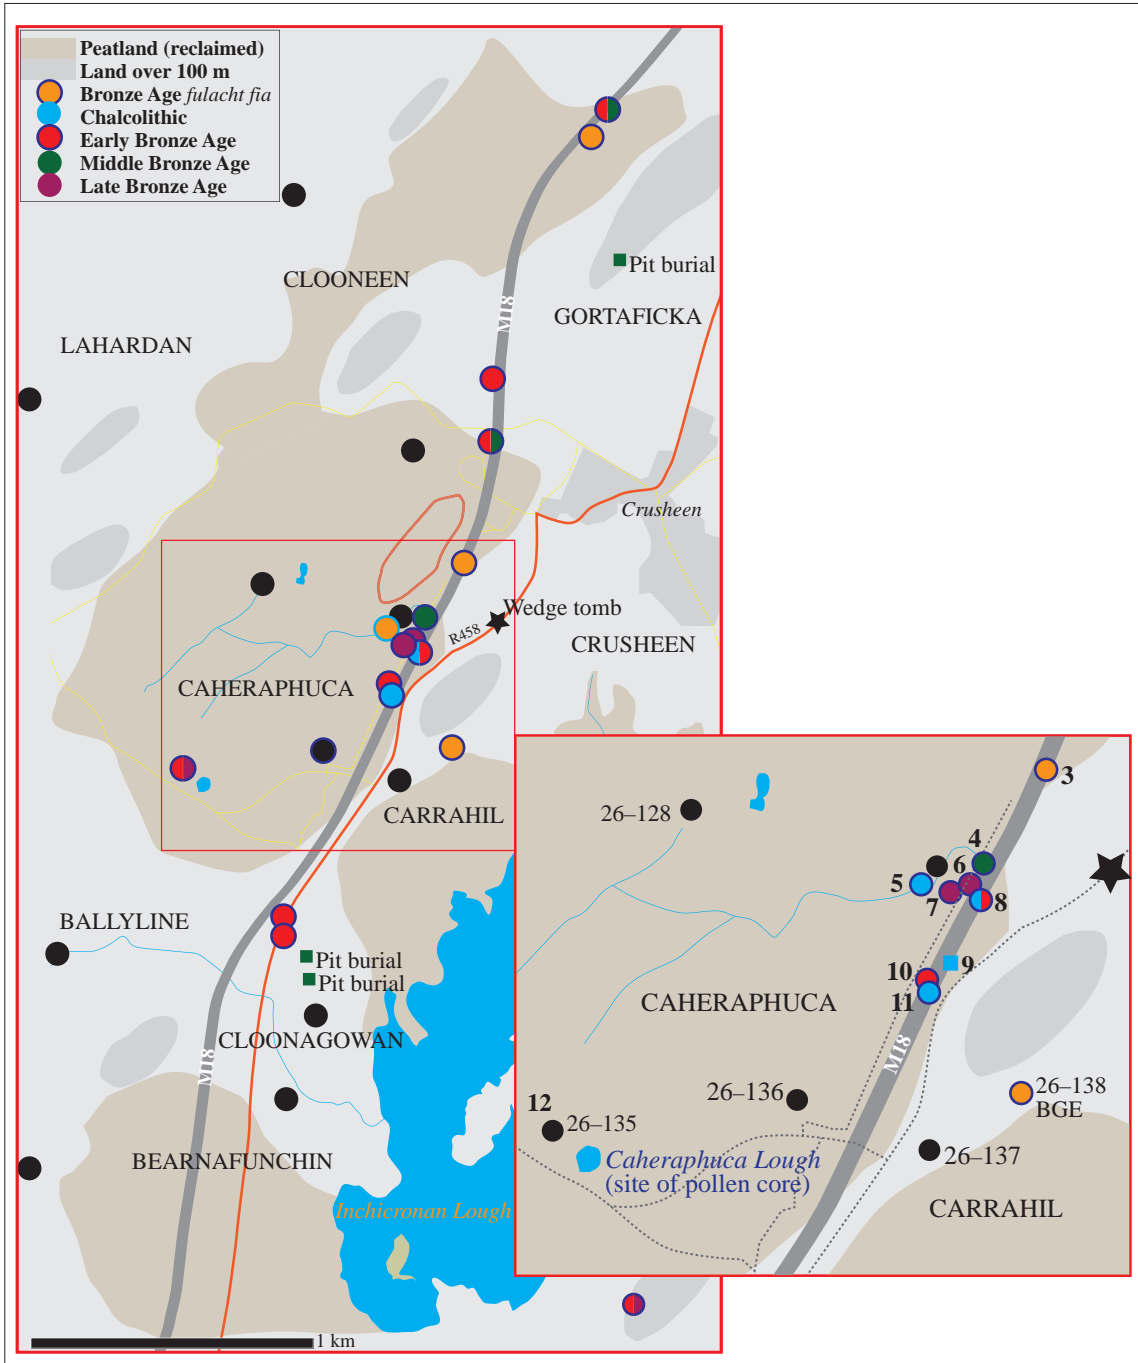 Peatland (reclaimed)
Land over 100 m
Bronze Age fulacht fia
Chalcolithic
Early Bronze Age
Middle Bronze Age
Late Bronze Age
Pit burial
CLOONEEN
M18
GORTAFICKA
LAHARDAN
Crusheen
Wedge tomb
R458
CRUSHEEN
CAHERAPHUCA
CARRAHIL
BALLYLINE
Pit burial
Pit burial
CLOONAGOWAN
M18
BEARNAFUNCHIN
Inchicronan Lough
1 km
3
26–128
4
6
5
7
8
9
10
11
CAHERAPHUCA
M18
26–136
26–138
BGE
12
26–135
26–137
Caheraphuca Lough
(site of pollen core)
CARRAHIL